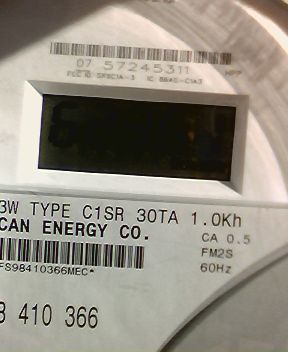 07 57245311
3W TYPE C1SR 30TA 1.0Kh
CAN ENERGY CO.
CA 0.5
FM2S
60Hz
FS98410366MEC*
8 410 366